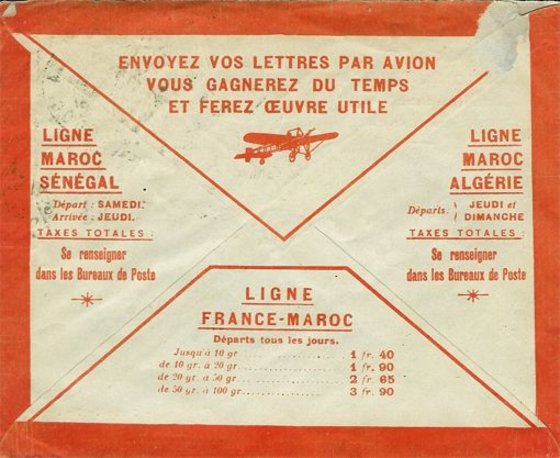 ENVOYEZ VOS LETTRES PAR AVION
VOUS GAGNEREZ DU TEMPS
ET FEREZ ŒUVRE UTILE
LIGNE
MAROC
SÉNÉGAL
Départ : SAMEDI.
Arrivée : JEUDI.
TAXES TOTALES :
Se renseigner
dans les Bureaux de Poste
LIGNE
MAROC
ALGÉRIE
Départs : } JEUDI et
DIMANCHE
TAXES TOTALES :
Se renseigner
dans les Bureaux de Poste
LIGNE
FRANCE-MAROC
Départs tous les jours.
Jusqu'à 10 gr. .................. 1 fr. 40
de 10 gr. à 20 gr. .................. 1 fr. 90
de 20 gr. à 50 gr. .................. 2 fr. 65
de 50 gr. à 100 gr. .................. 3 fr. 90